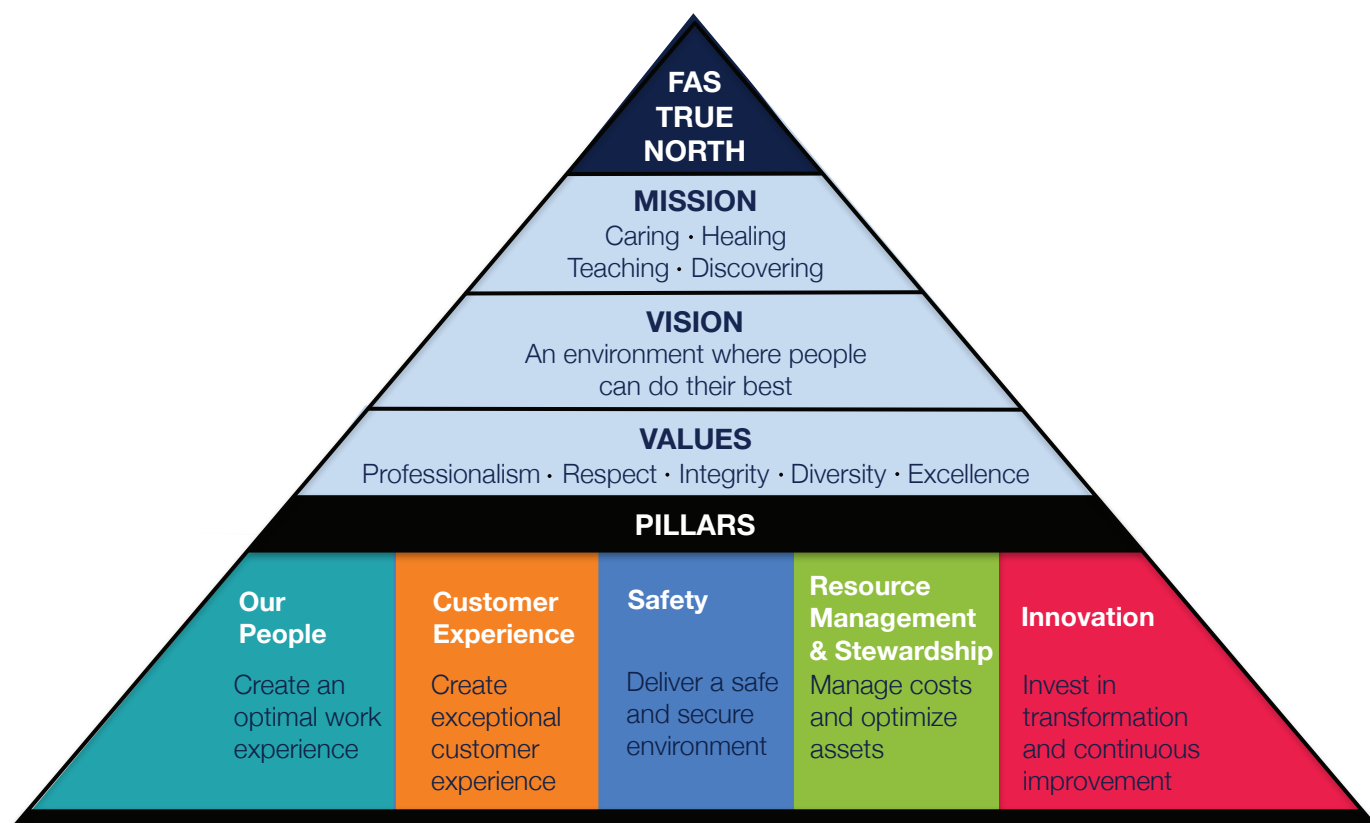 FAS
TRUE
NORTH
MISSION
Caring · Healing
Teaching · Discovering
VISION
An environment where people
can do their best
VALUES
Professionalism · Respect · Integrity · Diversity · Excellence
PILLARS
Our
People
Create an
optimal work
experience
Customer
Experience
Create
exceptional
customer
experience
Safety
Deliver a safe
and secure
environment
Resource
Management
& Stewardship
Manage costs
and optimize
assets
Innovation
Invest in
transformation
and continuous
improvement